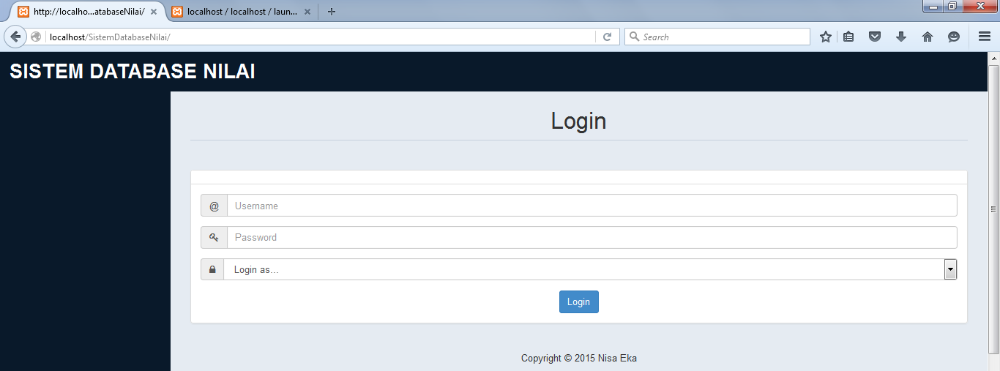 http://localho...atabaseNilai/
localhost / localhost / laun...
localhost/SistemDatabaseNilai/
Search
SISTEM DATABASE NILAI
Login
@ Username
Password
Login as...
Login
Copyright © 2015 Nisa Eka